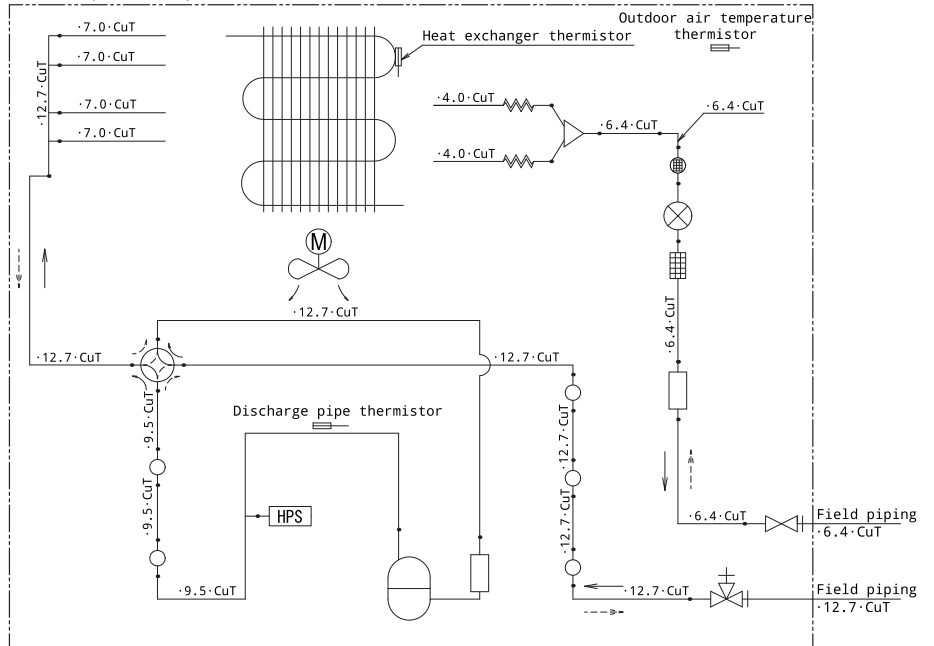 Outdoor air temperature
thermistor
·7.0·CuT
Heat exchanger thermistor
·7.0·CuT
·12.7·CuT
·4.0·CuT
·7.0·CuT
·6.4·CuT
·6.4·CuT
·7.0·CuT
·4.0·CuT
M
·12.7·CuT
·6.4·CuT
·12.7·CuT
·12.7·CuT
Discharge pipe thermistor
·9.5·CuT
·12.7·CuT
·9.5·CuT
HPS
·12.7·CuT
·6.4·CuT
Field piping
·6.4·CuT
·9.5·CuT
·12.7·CuT
Field piping
·12.7·CuT